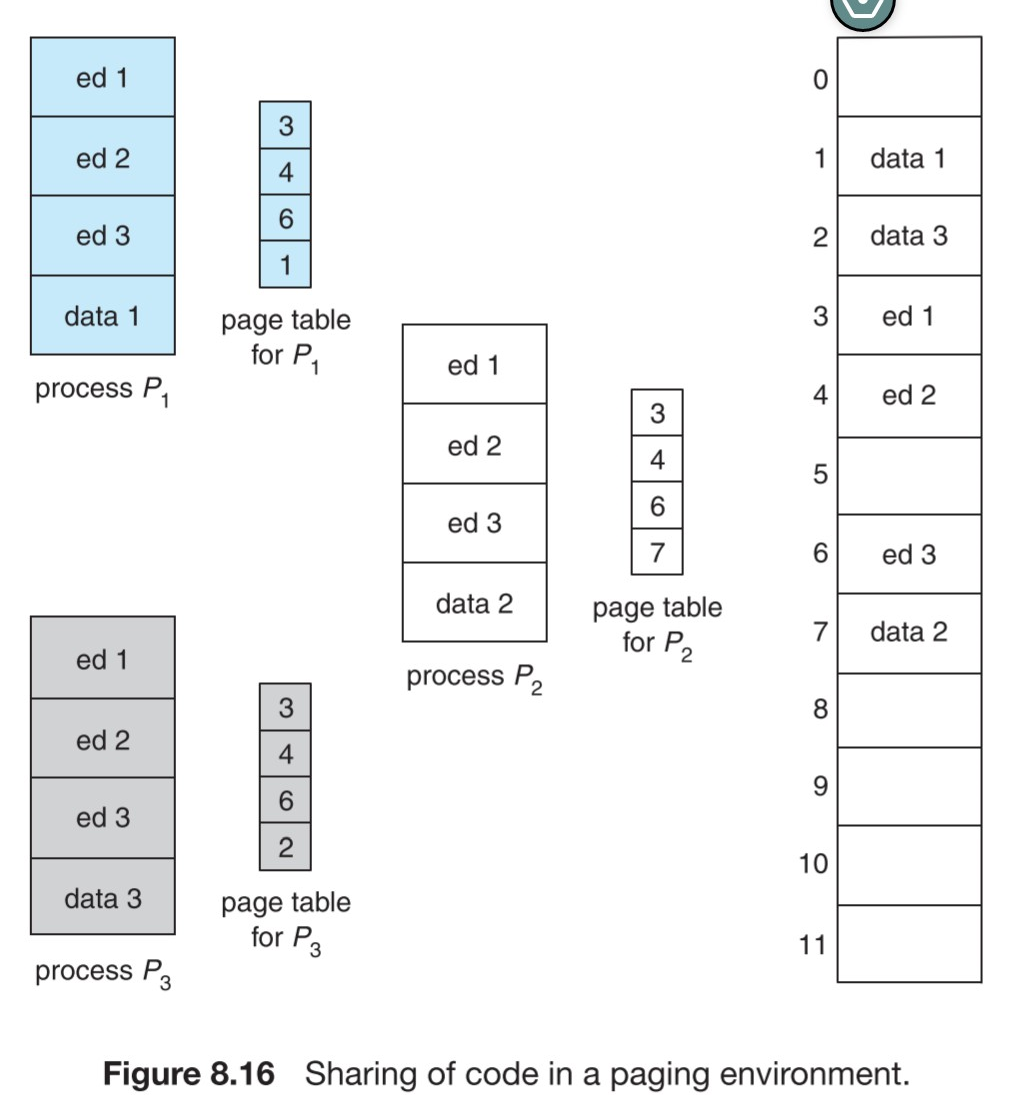 ed 1
ed 2
ed 3
data 1
process P1
3
4
6
1
page table
for P1
ed 1
ed 2
ed 3
data 2
process P2
3
4
6
7
page table
for P2
ed 1
ed 2
ed 3
data 3
process P3
3
4
6
2
page table
for P3
0
1 data 1
2 data 3
3 ed 1
4 ed 2
5
6 ed 3
7 data 2
8
9
10
11
Figure 8.16 Sharing of code in a paging environment.